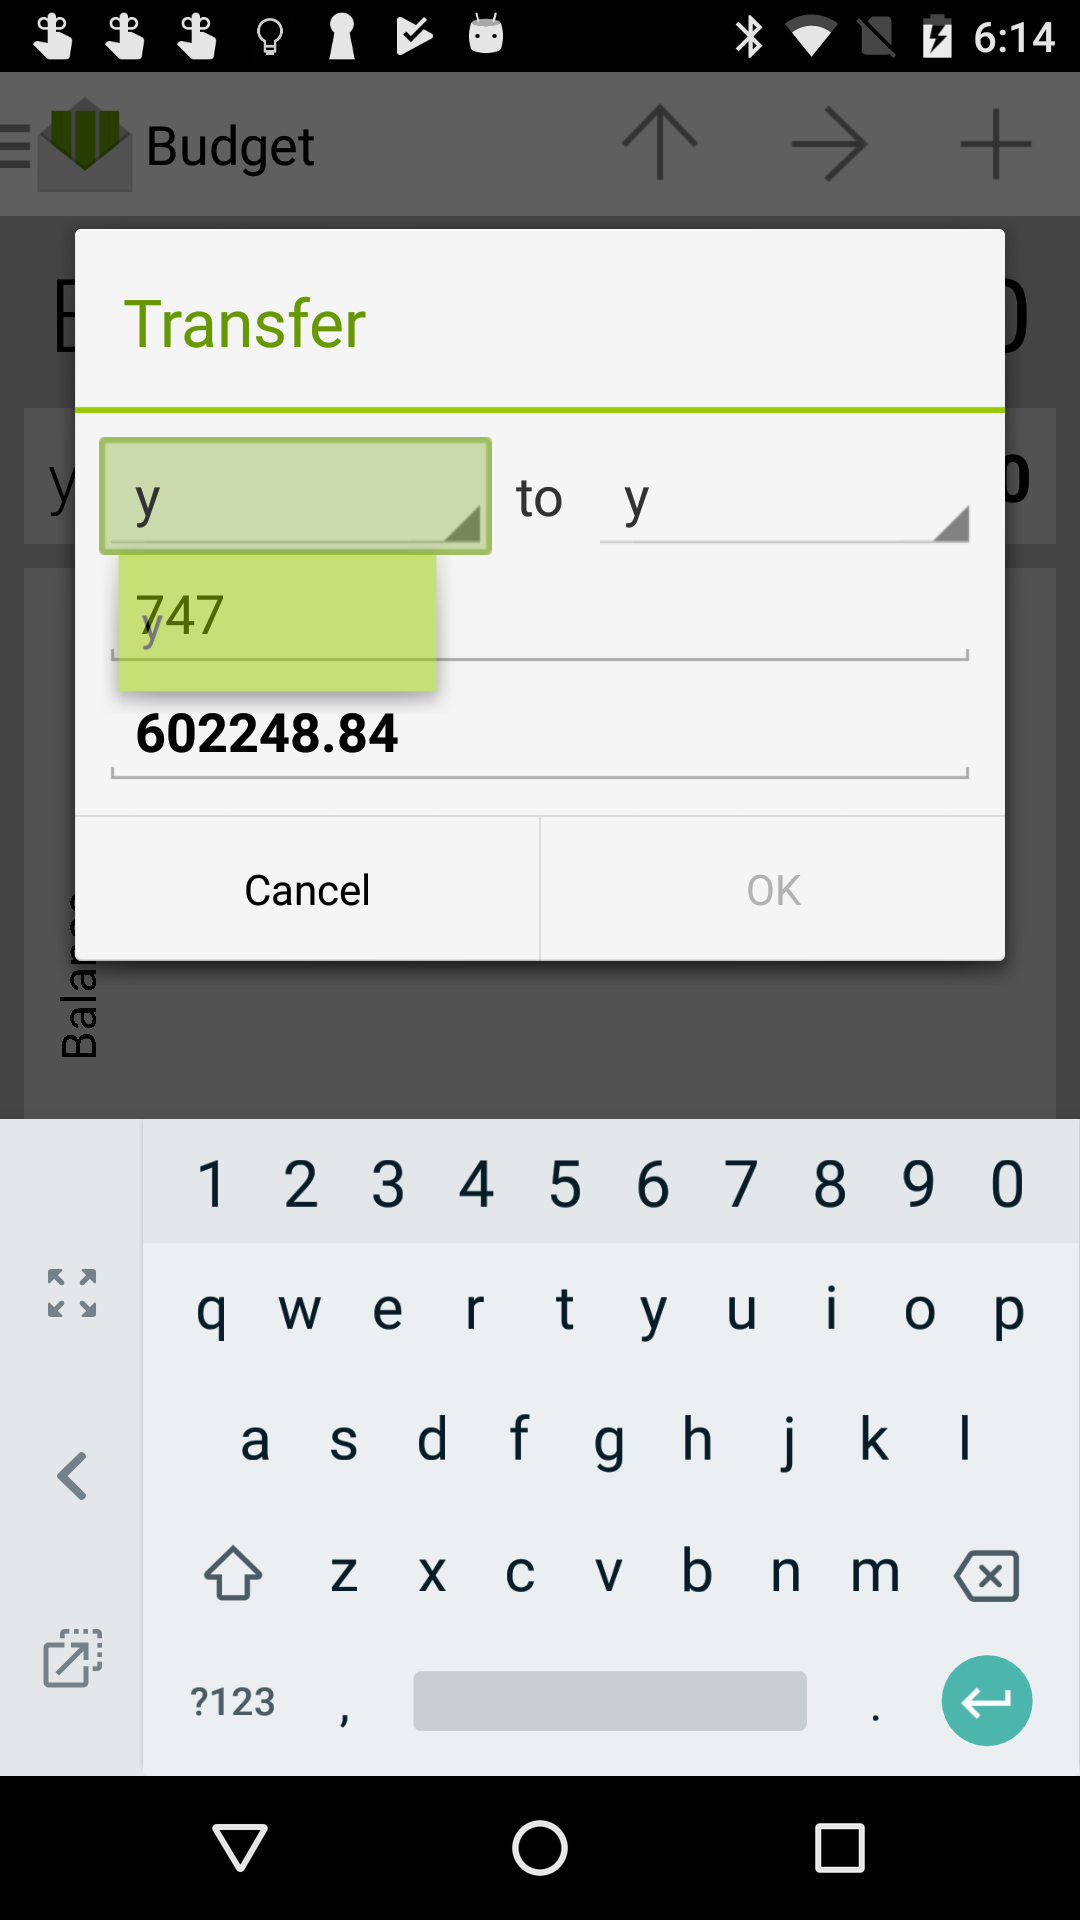 6:14
Budget
Transfer
y to y
747
y
602248.84
Cancel OK
1 2 3 4 5 6 7 8 9 0
q w e r t y u i o p
a s d f g h j k l
z x c v b n m
?123 , .